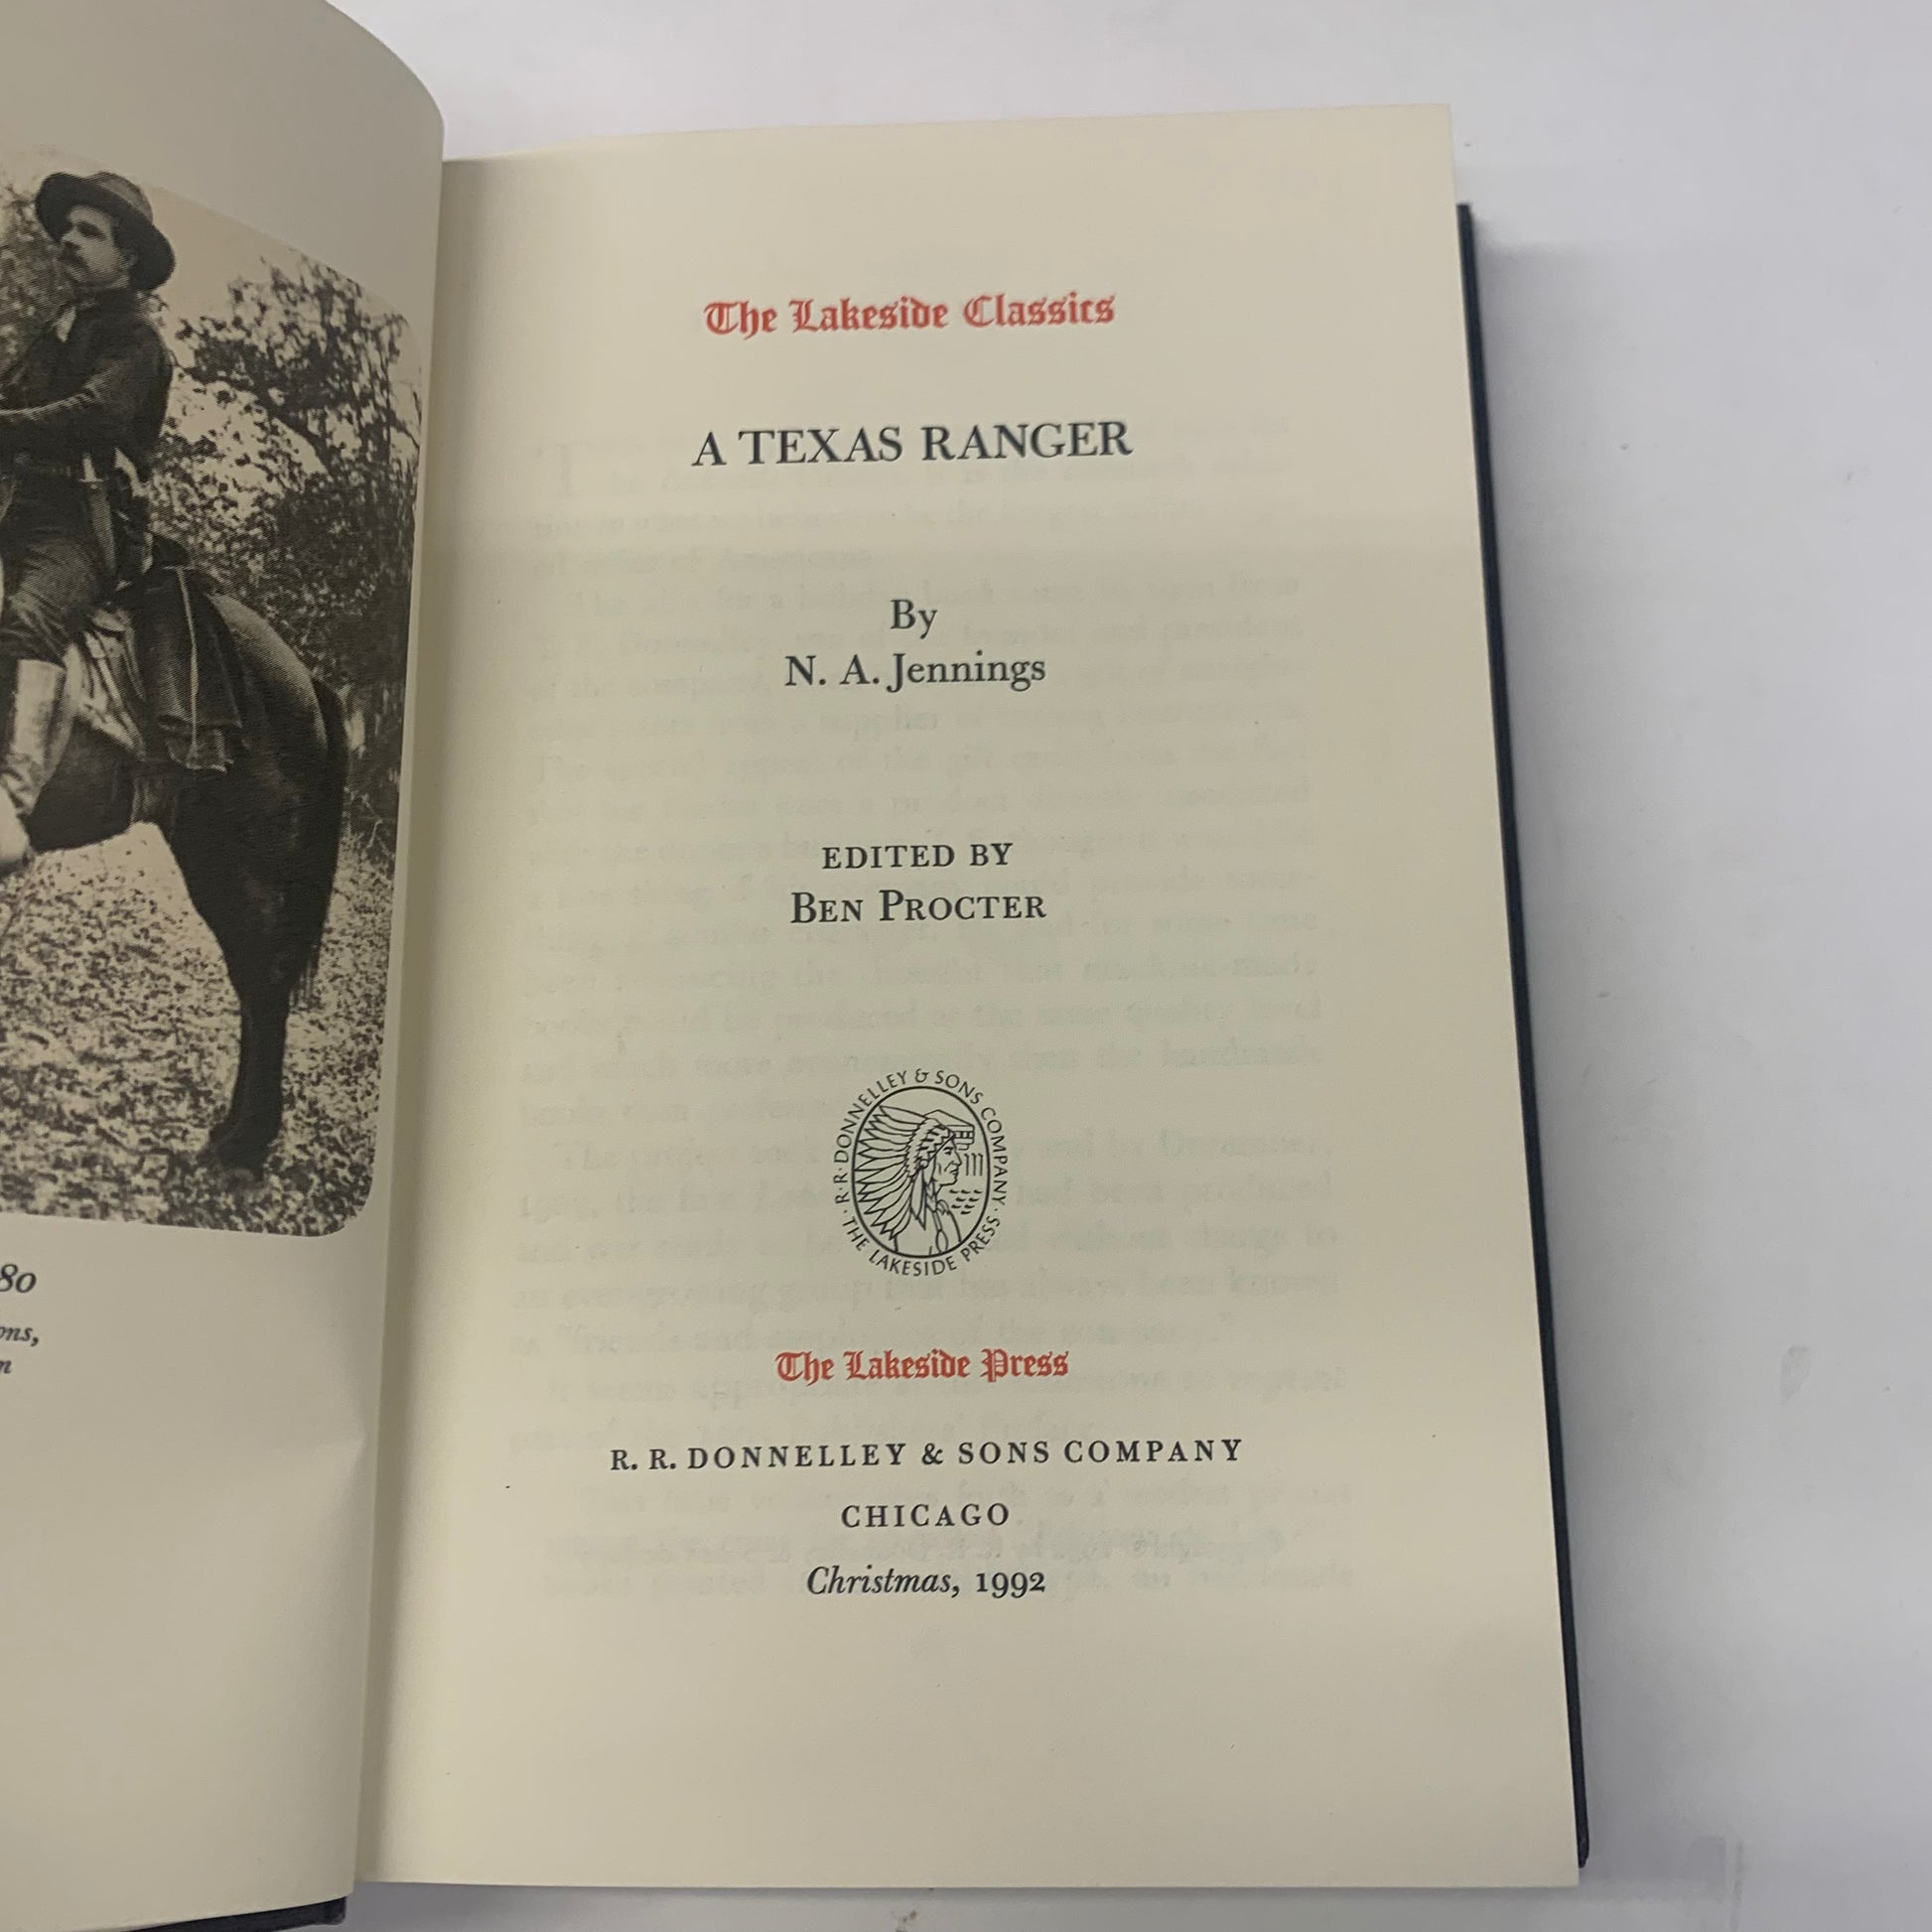 80
ons,
n
The Lakeside Classics
A TEXAS RANGER
By
N. A. Jennings
EDITED BY
BEN PROCTER
R·R·DONNELLEY & SONS COMPANY · THE LAKESIDE PRESS ·
The Lakeside Press
R. R. DONNELLEY & SONS COMPANY
CHICAGO
Christmas, 1992